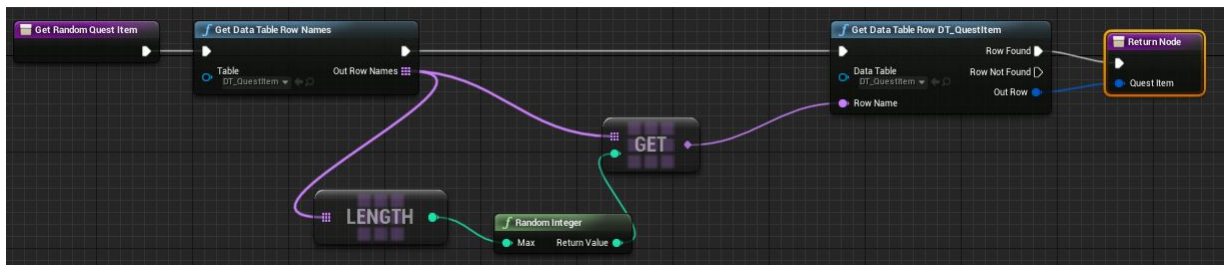 Get Random Quest Item
Get Data Table Row Names
Table
DT_QuestItem
Out Row Names
LENGTH
Random Integer
Max
Return Value
GET
Get Data Table Row DT_QuestItem
Row Found
Data Table
DT_QuestItem
Row Not Found
Out Row
Row Name
Return Node
Quest Item